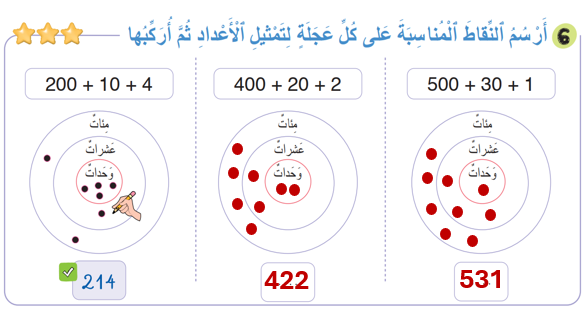 6 أَرْسُمُ ٱلنِّقاطَ ٱلْمُناسِبَةَ عَلى كُلِّ عَجَلَةٍ لِتَمْثيلِ ٱلْأَعْدادِ ثُمَّ أُرَكِّبُها
500 + 30 + 1
مِئاتٌ
عَشَراتٌ
وَحَداتٌ
531
400 + 20 + 2
مِئاتٌ
عَشَراتٌ
وَحَداتٌ
422
200 + 10 + 4
مِئاتٌ
عَشَراتٌ
وَحَداتٌ
214